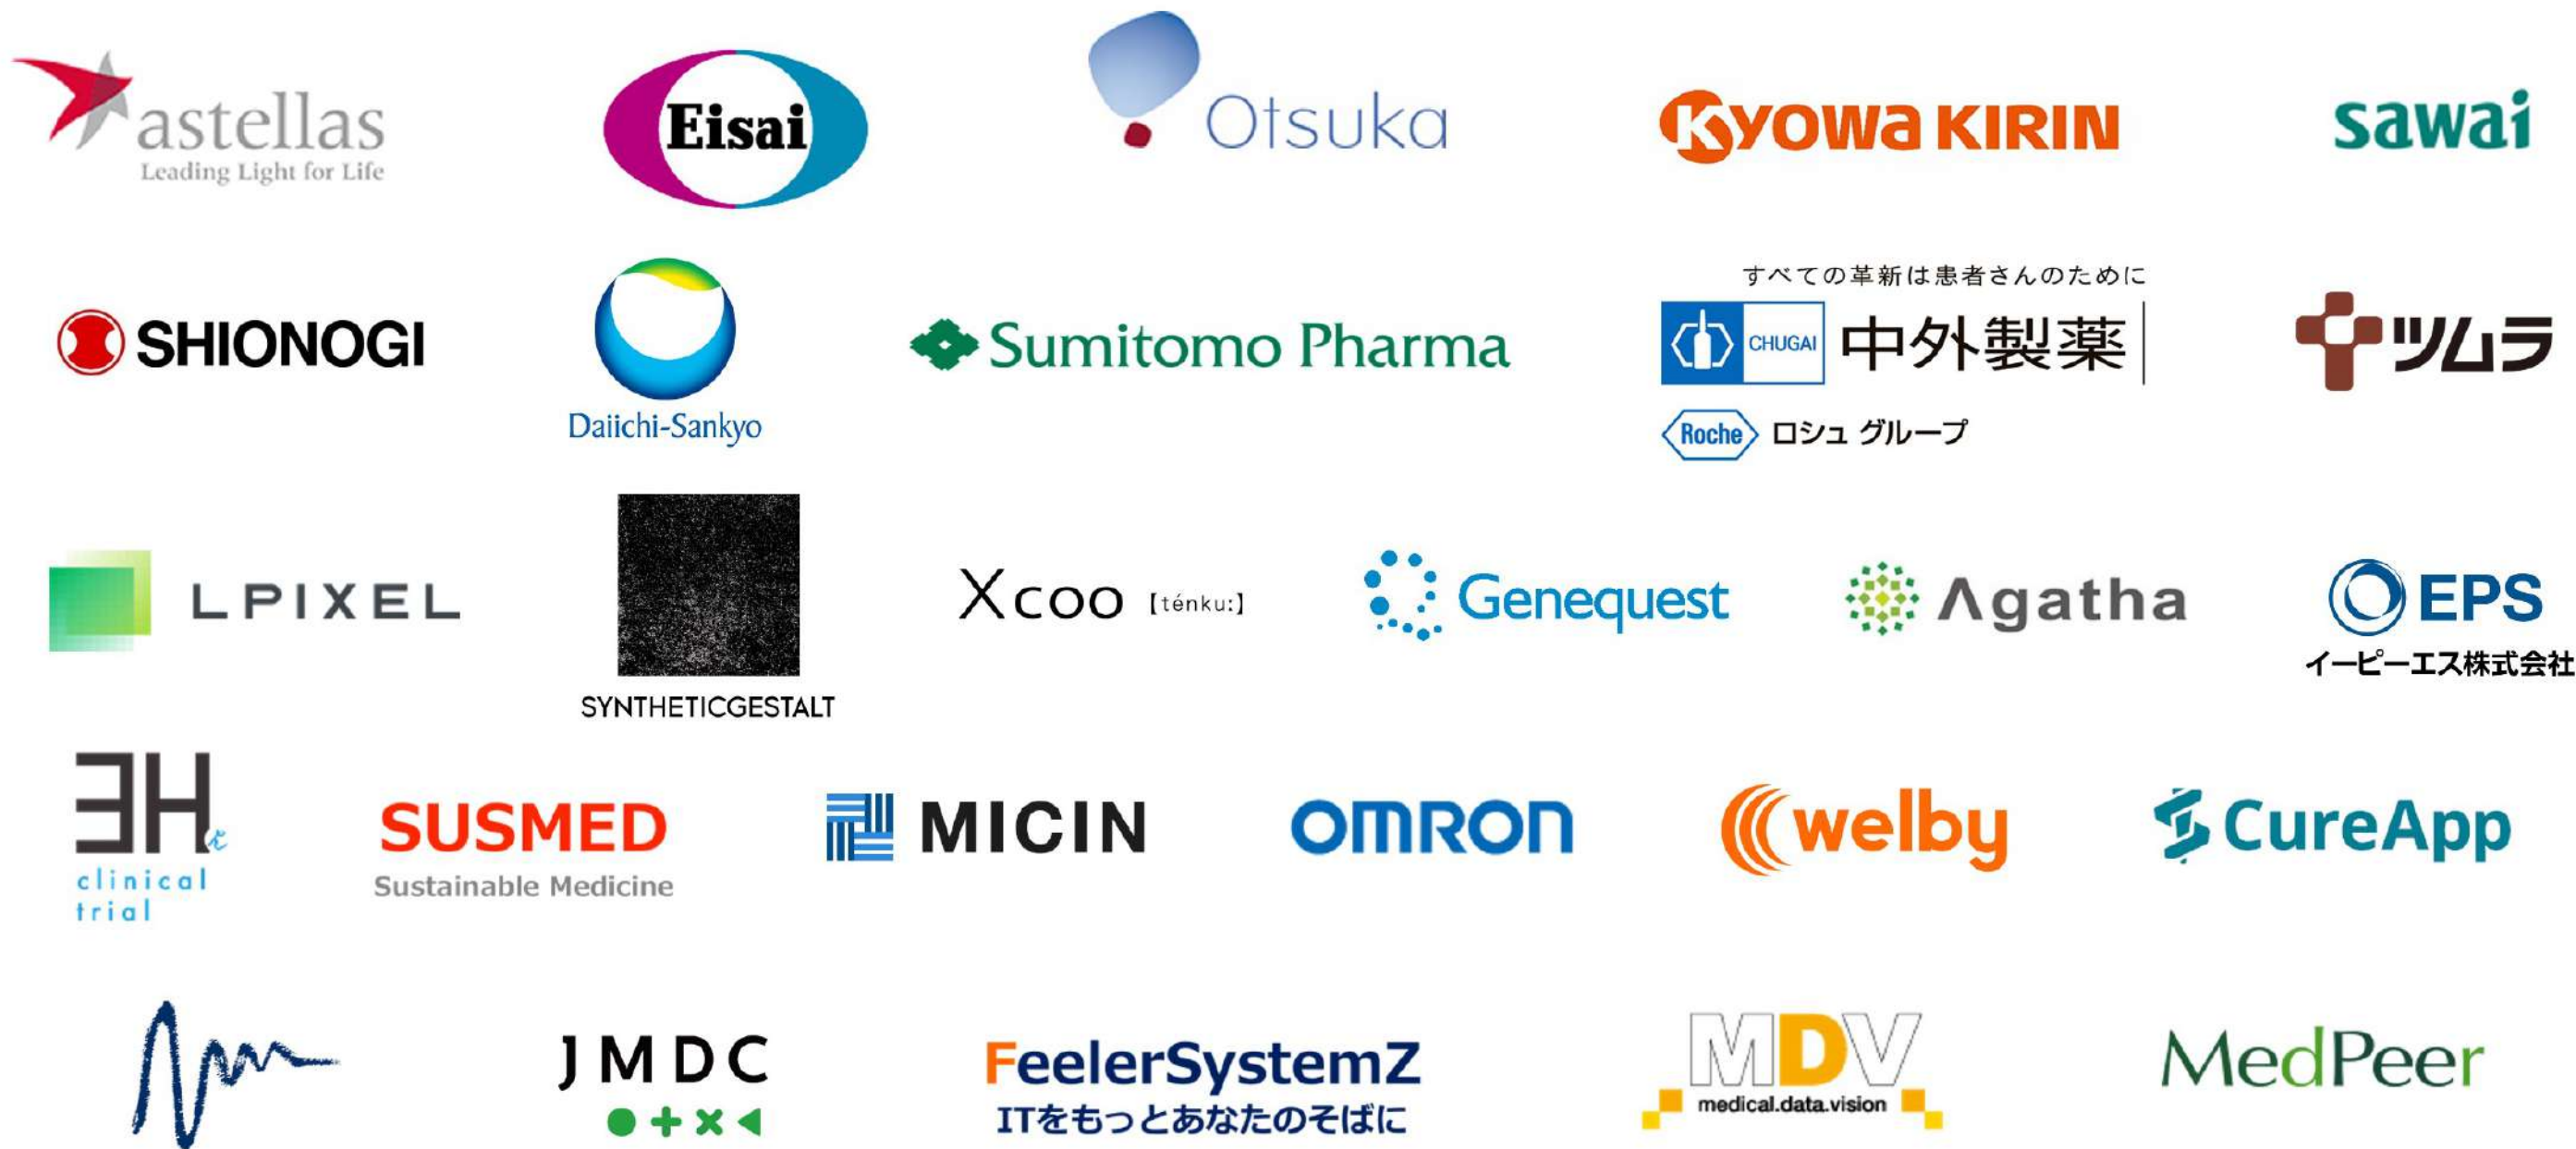 astellas
Leading Light for Life
Eisai
Otsuka
KYOWA KIRIN
sawai
SHIONOGI
Daiichi-Sankyo
Sumitomo Pharma
すべての革新は患者さんのために
CHUGAI 中外製薬
Roche ロシュ グループ
ツムラ
LPIXEL
SYNTHETICGESTALT
Xcoo 【ténku:】
Genequest
Agatha
EPS
イーピーエス株式会社
3H ct
clinical
trial
SUSMED
Sustainable Medicine
MICIN
OMRON
welby
CureApp
JMDC
FeelerSystemZ
ITをもっとあなたのそばに
MDV
medical.data.vision
MedPeer